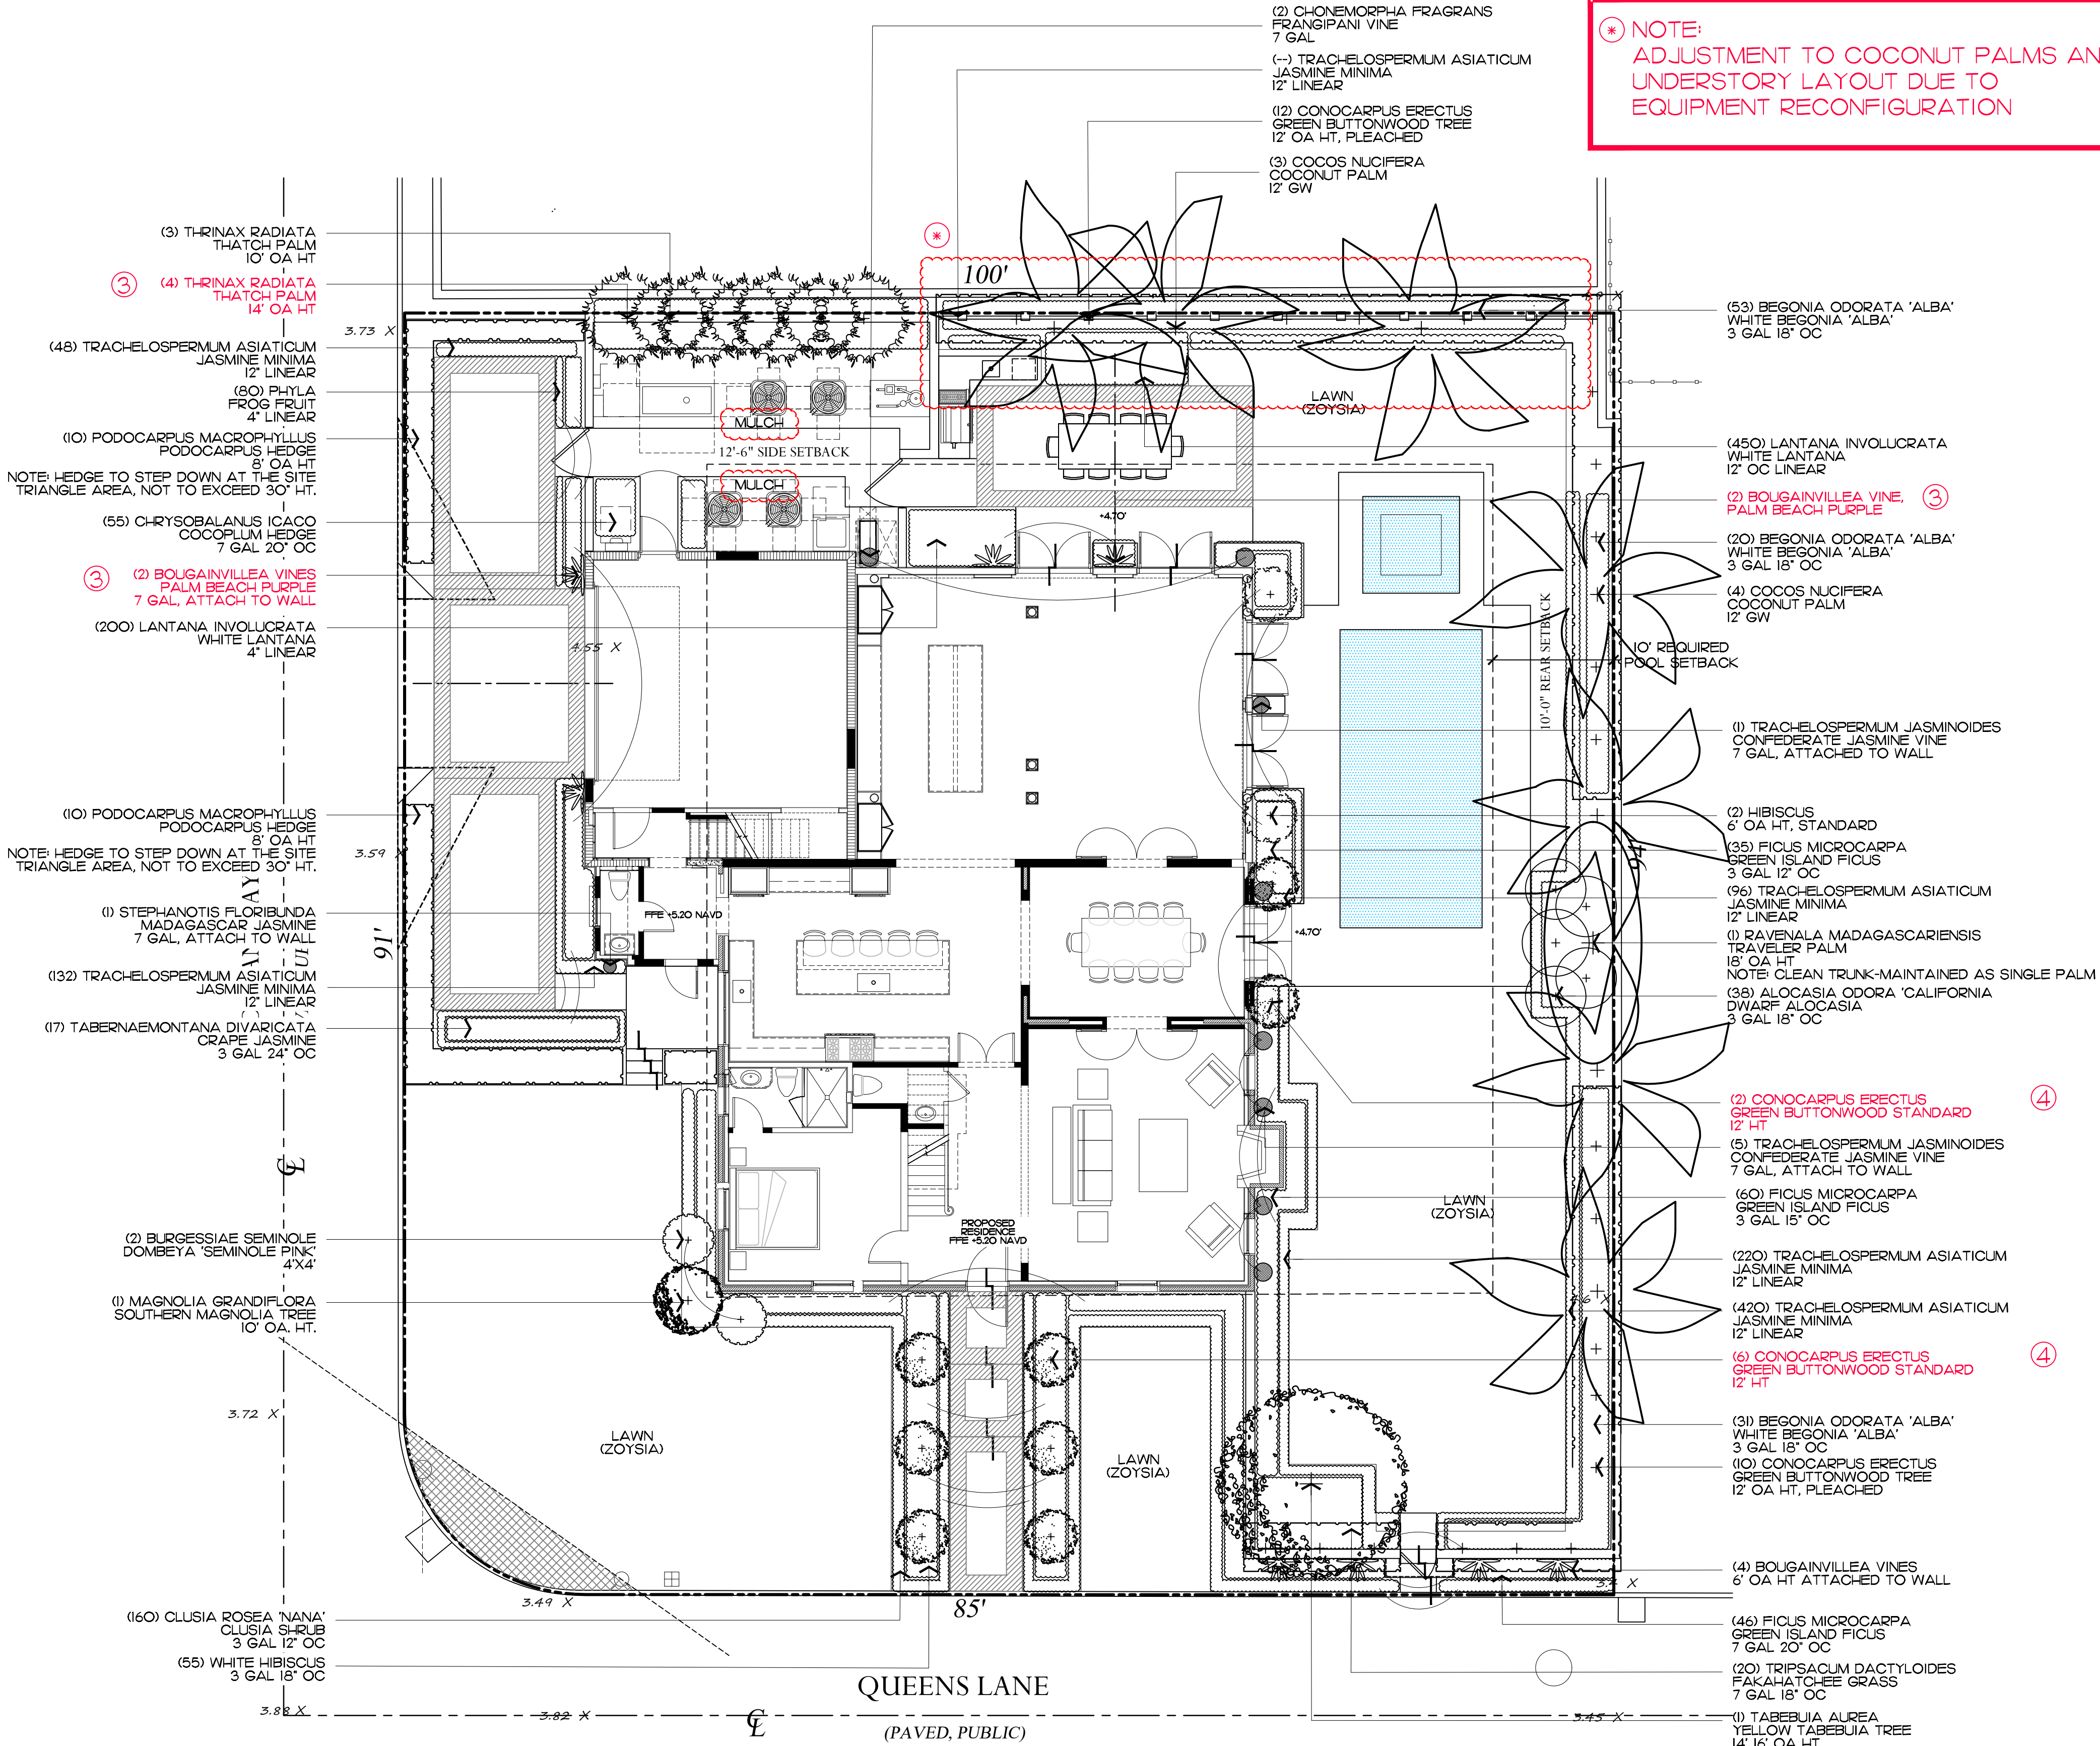 (2) CHONEMORPHA FRAGRANS
FRANGIPANI VINE
7 GAL
(--) TRACHELOSPERMUM ASIATICUM
JASMINE MINIMA
12" LINEAR
(12) CONOCARPUS ERECTUS
GREEN BUTTONWOOD TREE
12' OA HT, PLEACHED
(3) COCOS NUCIFERA
COCONUT PALM
12' GW
* NOTE:
ADJUSTMENT TO COCONUT PALMS AN
UNDERSTORY LAYOUT DUE TO
EQUIPMENT RECONFIGURATION
(3) THRINAX RADIATA
THATCH PALM
10' OA HT
3 (4) THRINAX RADIATA
THATCH PALM
14' OA HT
(48) TRACHELOSPERMUM ASIATICUM
JASMINE MINIMA
12" LINEAR
(80) PHYLA
FROG FRUIT
4" LINEAR
(10) PODOCARPUS MACROPHYLLUS
PODOCARPUS HEDGE
8' OA HT
NOTE: HEDGE TO STEP DOWN AT THE SITE
TRIANGLE AREA, NOT TO EXCEED 30" HT.
(55) CHRYSOBALANUS ICACO
COCOPLUM HEDGE
7 GAL 20" OC
3 (2) BOUGAINVILLEA VINES
PALM BEACH PURPLE
7 GAL, ATTACH TO WALL
(200) LANTANA INVOLUCRATA
WHITE LANTANA
4" LINEAR
(10) PODOCARPUS MACROPHYLLUS
PODOCARPUS HEDGE
8' OA HT
NOTE: HEDGE TO STEP DOWN AT THE SITE
TRIANGLE AREA, NOT TO EXCEED 30" HT.
(1) STEPHANOTIS FLORIBUNDA
MADAGASCAR JASMINE
7 GAL, ATTACH TO WALL
(132) TRACHELOSPERMUM ASIATICUM
JASMINE MINIMA
12" LINEAR
(17) TABERNAEMONTANA DIVARICATA
CRAPE JASMINE
3 GAL 24" OC
(2) BURGESSIAE SEMINOLE
DOMBEYA 'SEMINOLE PINK'
4'X4'
(1) MAGNOLIA GRANDIFLORA
SOUTHERN MAGNOLIA TREE
10' OA. HT.
(160) CLUSIA ROSEA 'NANA'
CLUSIA SHRUB
3 GAL 12" OC
(55) WHITE HIBISCUS
3 GAL 18" OC
*
100'
3.73 X
MULCH
12'-6" SIDE SETBACK
MULCH
LAWN
(ZOYSIA)
+4.70'
4.55 X
10'-0" REAR SETBACK
10' REQUIRED
POOL SETBACK
3.59 X
91'
FFE +5.20 NAVD
+4.70'
94'
PROPOSED
RESIDENCE
FFE +5.20 NAVD
LAWN
(ZOYSIA)
3.72 X
LAWN
(ZOYSIA)
LAWN
(ZOYSIA)
3.49 X
85'
3.4 X
QUEENS LANE
3.88 X
3.82 X
3.45 X
(PAVED, PUBLIC)
(53) BEGONIA ODORATA 'ALBA'
WHITE BEGONIA 'ALBA'
3 GAL 18" OC
(450) LANTANA INVOLUCRATA
WHITE LANTANA
12" OC LINEAR
(2) BOUGAINVILLEA VINE, 3
PALM BEACH PURPLE
(20) BEGONIA ODORATA 'ALBA'
WHITE BEGONIA 'ALBA'
3 GAL 18" OC
(4) COCOS NUCIFERA
COCONUT PALM
12' GW
(1) TRACHELOSPERMUM JASMINOIDES
CONFEDERATE JASMINE VINE
7 GAL, ATTACHED TO WALL
(2) HIBISCUS
6' OA HT, STANDARD
(35) FICUS MICROCARPA
GREEN ISLAND FICUS
3 GAL 12" OC
(96) TRACHELOSPERMUM ASIATICUM
JASMINE MINIMA
12" LINEAR
(1) RAVENALA MADAGASCARIENSIS
TRAVELER PALM
18' OA HT
NOTE: CLEAN TRUNK-MAINTAINED AS SINGLE PALM
(38) ALOCASIA ODORA 'CALIFORNIA
DWARF ALOCASIA
3 GAL 18" OC
(2) CONOCARPUS ERECTUS 4
GREEN BUTTONWOOD STANDARD
12' HT
(5) TRACHELOSPERMUM JASMINOIDES
CONFEDERATE JASMINE VINE
7 GAL, ATTACH TO WALL
(60) FICUS MICROCARPA
GREEN ISLAND FICUS
3 GAL 15" OC
(220) TRACHELOSPERMUM ASIATICUM
JASMINE MINIMA
12" LINEAR
(420) TRACHELOSPERMUM ASIATICUM
JASMINE MINIMA
12" LINEAR
(6) CONOCARPUS ERECTUS 4
GREEN BUTTONWOOD STANDARD
12' HT
(31) BEGONIA ODORATA 'ALBA'
WHITE BEGONIA 'ALBA'
3 GAL 18" OC
(10) CONOCARPUS ERECTUS
GREEN BUTTONWOOD TREE
12' OA HT, PLEACHED
(4) BOUGAINVILLEA VINES
6' OA HT ATTACHED TO WALL
(46) FICUS MICROCARPA
GREEN ISLAND FICUS
7 GAL 20" OC
(20) TRIPSACUM DACTYLOIDES
FAKAHATCHEE GRASS
7 GAL 18" OC
(1) TABEBUIA AUREA
YELLOW TABEBUIA TREE
14' 16' OA HT